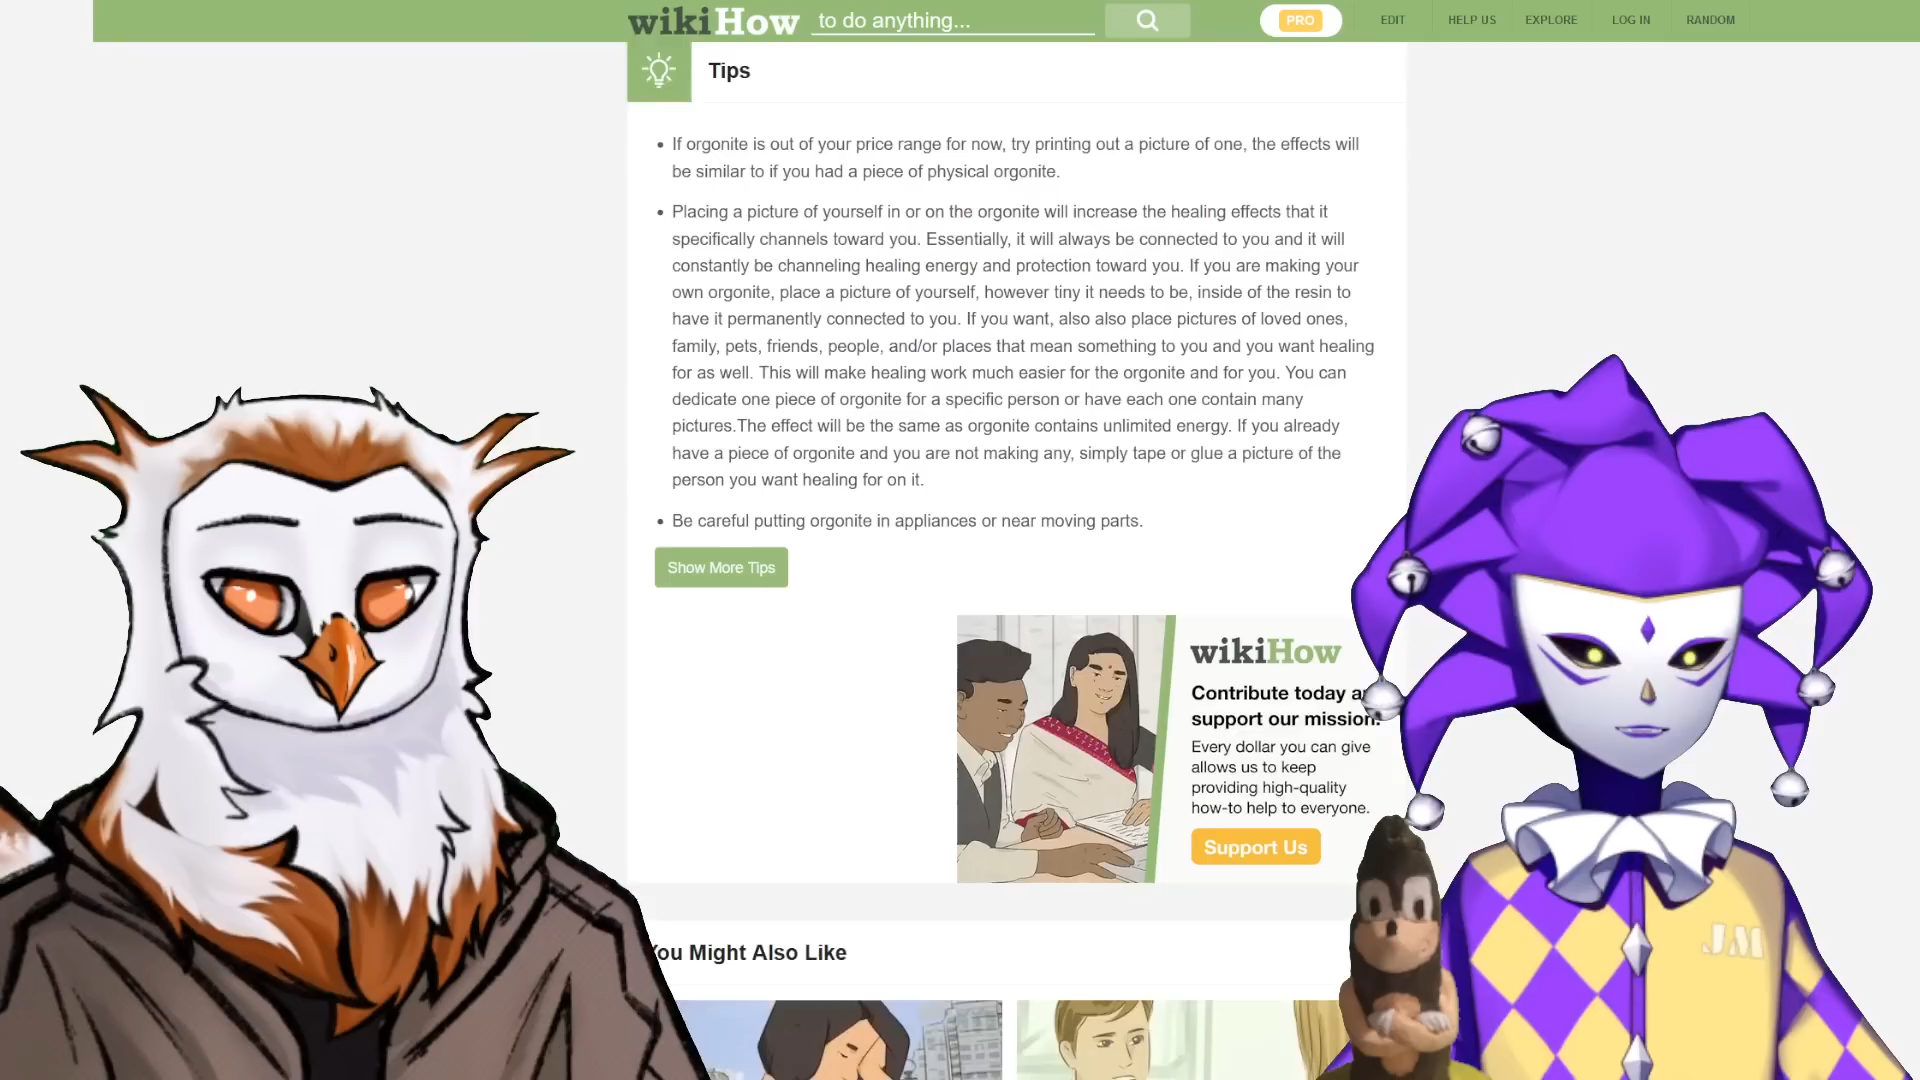 wikiHow to do anything... PRO EDIT HELP US EXPLORE LOG IN RANDOM
Tips
• If orgonite is out of your price range for now, try printing out a picture of one, the effects will
be similar to if you had a piece of physical orgonite.
• Placing a picture of yourself in or on the orgonite will increase the healing effects that it
specifically channels toward you. Essentially, it will always be connected to you and it will
constantly be channeling healing energy and protection toward you. If you are making your
own orgonite, place a picture of yourself, however tiny it needs to be, inside of the resin to
have it permanently connected to you. If you want, also also place pictures of loved ones,
family, pets, friends, people, and/or places that mean something to you and you want healing
for as well. This will make healing work much easier for the orgonite and for you. You can
dedicate one piece of orgonite for a specific person or have each one contain many
pictures.The effect will be the same as orgonite contains unlimited energy. If you already
have a piece of orgonite and you are not making any, simply tape or glue a picture of the
person you want healing for on it.
• Be careful putting orgonite in appliances or near moving parts.
Show More Tips
wikiHow
Contribute today a
support our mission.
Every dollar you can give
allows us to keep
providing high-quality
how-to help to everyone.
Support Us
JM
You Might Also Like